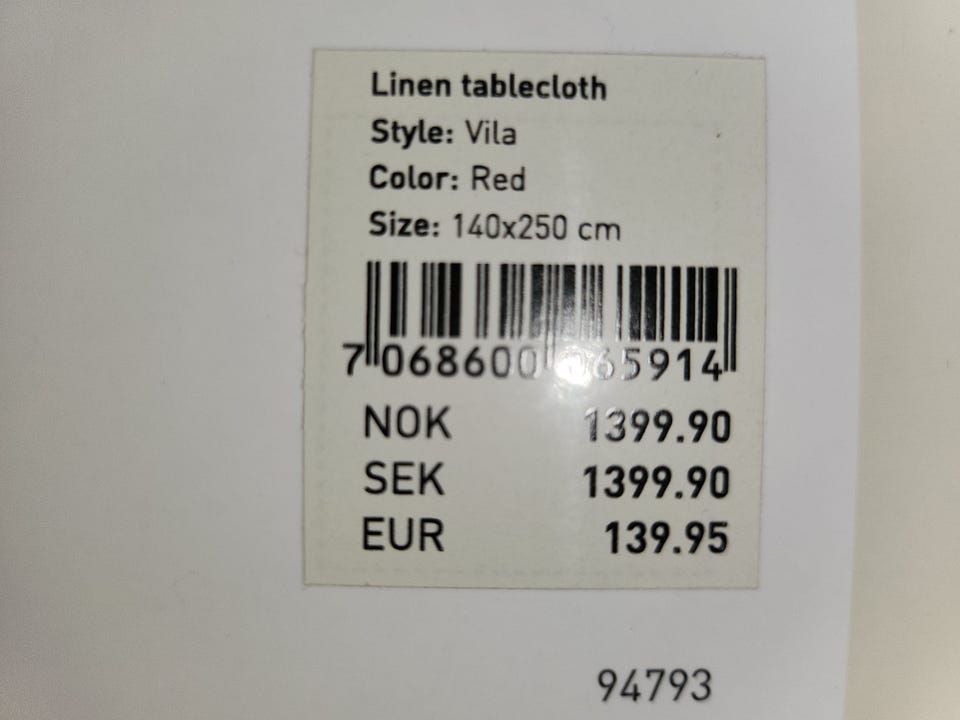 Linen tablecloth
Style: Vila
Color: Red
Size: 140x250 cm
7 068600 065914
NOK 1399.90
SEK 1399.90
EUR 139.95
94793